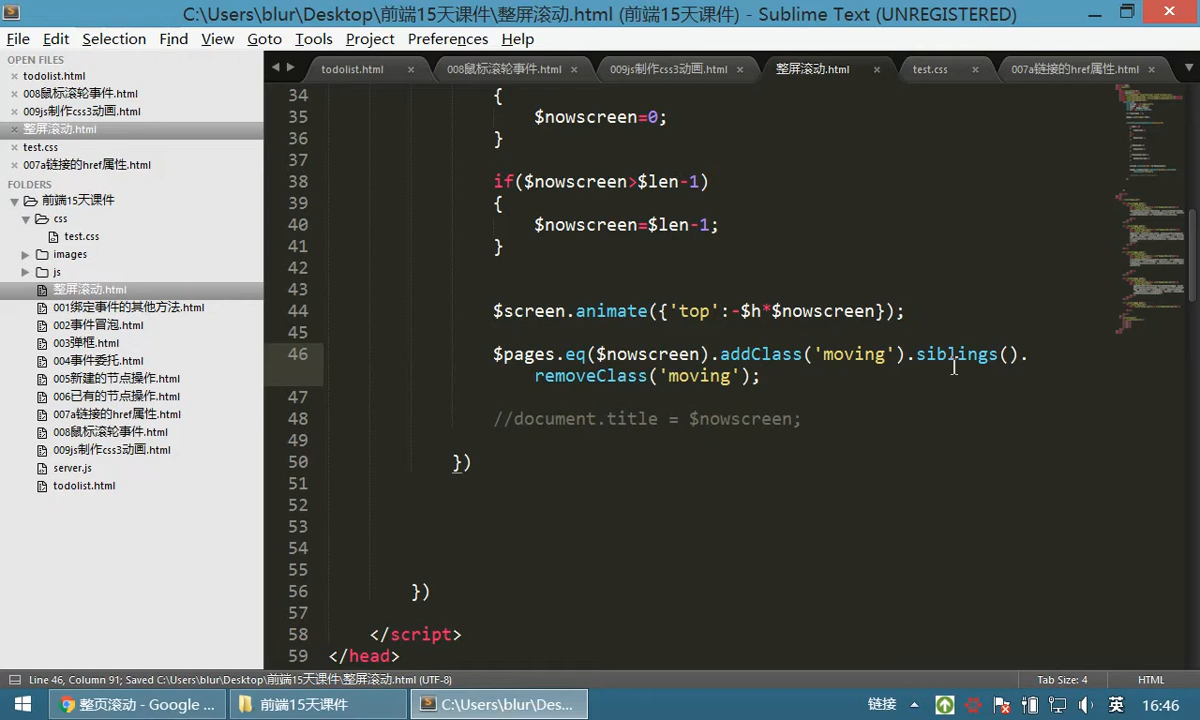 C:\Users\blur\Desktop\前端15天课件\整屏滚动.html (前端15天课件) - Sublime Text (UNREGISTERED)
File Edit Selection Find View Goto Tools Project Preferences Help
OPEN FILES
todolist.html
008鼠标滚轮事件.html
009js制作css3动画.html
整屏滚动.html
test.css
007a链接的href属性.html
FOLDERS
前端15天课件
css
test.css
images
js
整屏滚动.html
001绑定事件的其他方法.html
002事件冒泡.html
003弹框.html
004事件委托.html
005新建的节点操作.html
006已有的节点操作.html
007a链接的href属性.html
008鼠标滚轮事件.html
009js制作css3动画.html
server.js
todolist.html
todolist.html 008鼠标滚轮事件.html 009js制作css3动画.html 整屏滚动.html test.css 007a链接的href属性.html
34 {
35 $nowscreen=0;
36 }
37
38 if($nowscreen>$len-1)
39 {
40 $nowscreen=$len-1;
41 }
42
43
44 $screen.animate({'top':-$h*$nowscreen});
45
46 $pages.eq($nowscreen).addClass('moving').siblings().
removeClass('moving');
47
48 //document.title = $nowscreen;
49
50 })
51
52
53
54
55
56 })
57
58 </script>
59 </head>
Line 46, Column 91; Saved C:\Users\blur\Desktop\前端15天课件\整屏滚动.html (UTF-8) Tab Size: 4 HTML
整页滚动 - Google ... 前端15天课件 C:\Users\blur\Des... 链接 英 16:46